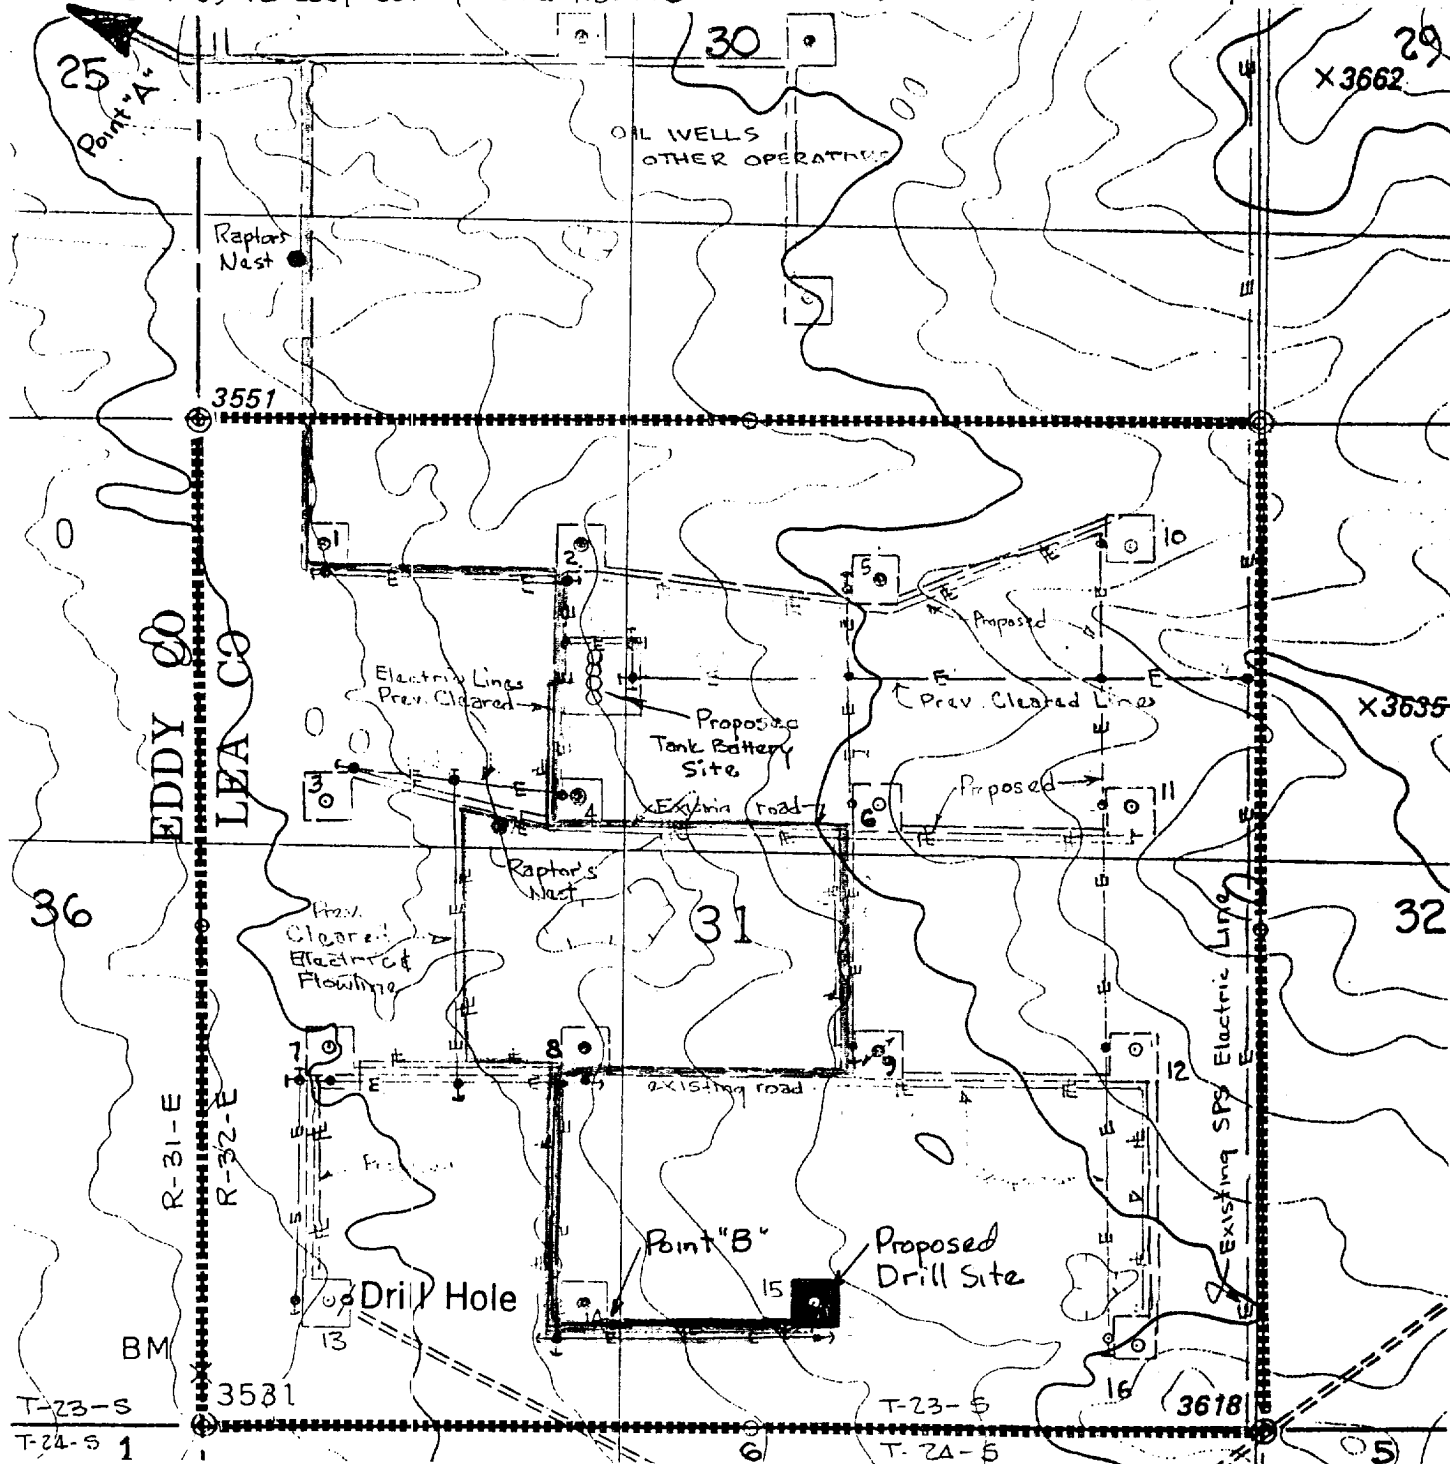 25
30
29
Point "A"
×3662
OIL WELLS
OTHER OPERATORS
Raptors
Nest
3551
1
2
5
10
Proposed
EDDY CO
LEA CO
Electric Lines
Prev. Cleared
Prev. Cleared Lines
×3635
Proposed
Tank Battery
Site
3
4
Existing road
6
Proposed
11
Raptor's
Nest
36
31
32
Prev.
Cleared
Electric &
Flowline
7
8
9
12
existing road
R-31-E
R-32-E
Existing SPS Electric Line
Point "B"
Proposed
Drill Site
15
Drill Hole
14
13
BM
16
3531
3618
T-23-S
T-23-S
T-24-S
1
6
T-24-S
5